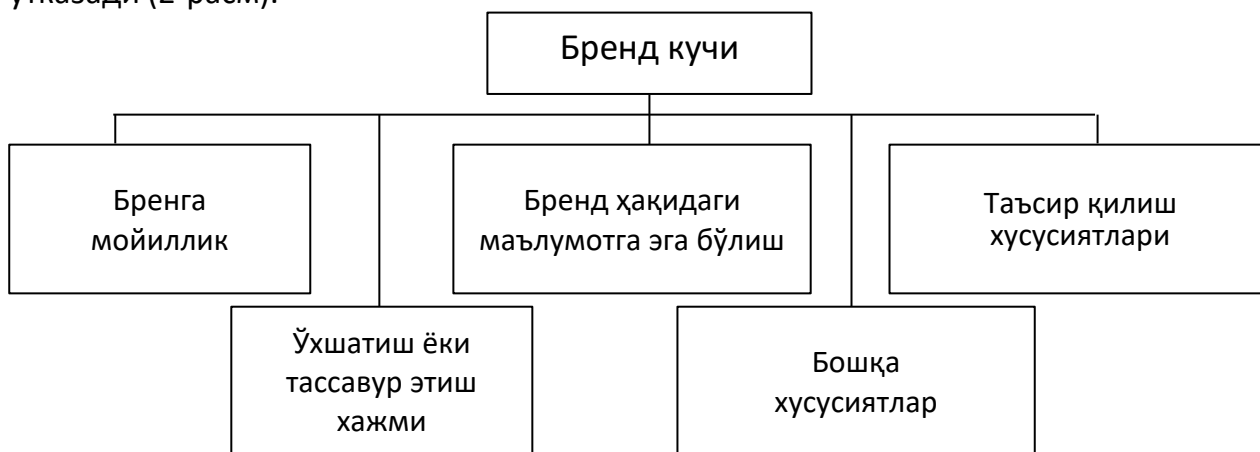 ўтказади (2-расм).
Бренд кучи
Бренга
мойиллик
Бренд ҳақидаги
маълумотга эга бўлиш
Таъсир қилиш
хусусиятлари
Ўхшатиш ёки
тассавур этиш
хажми
Бошқа
хусусиятлар